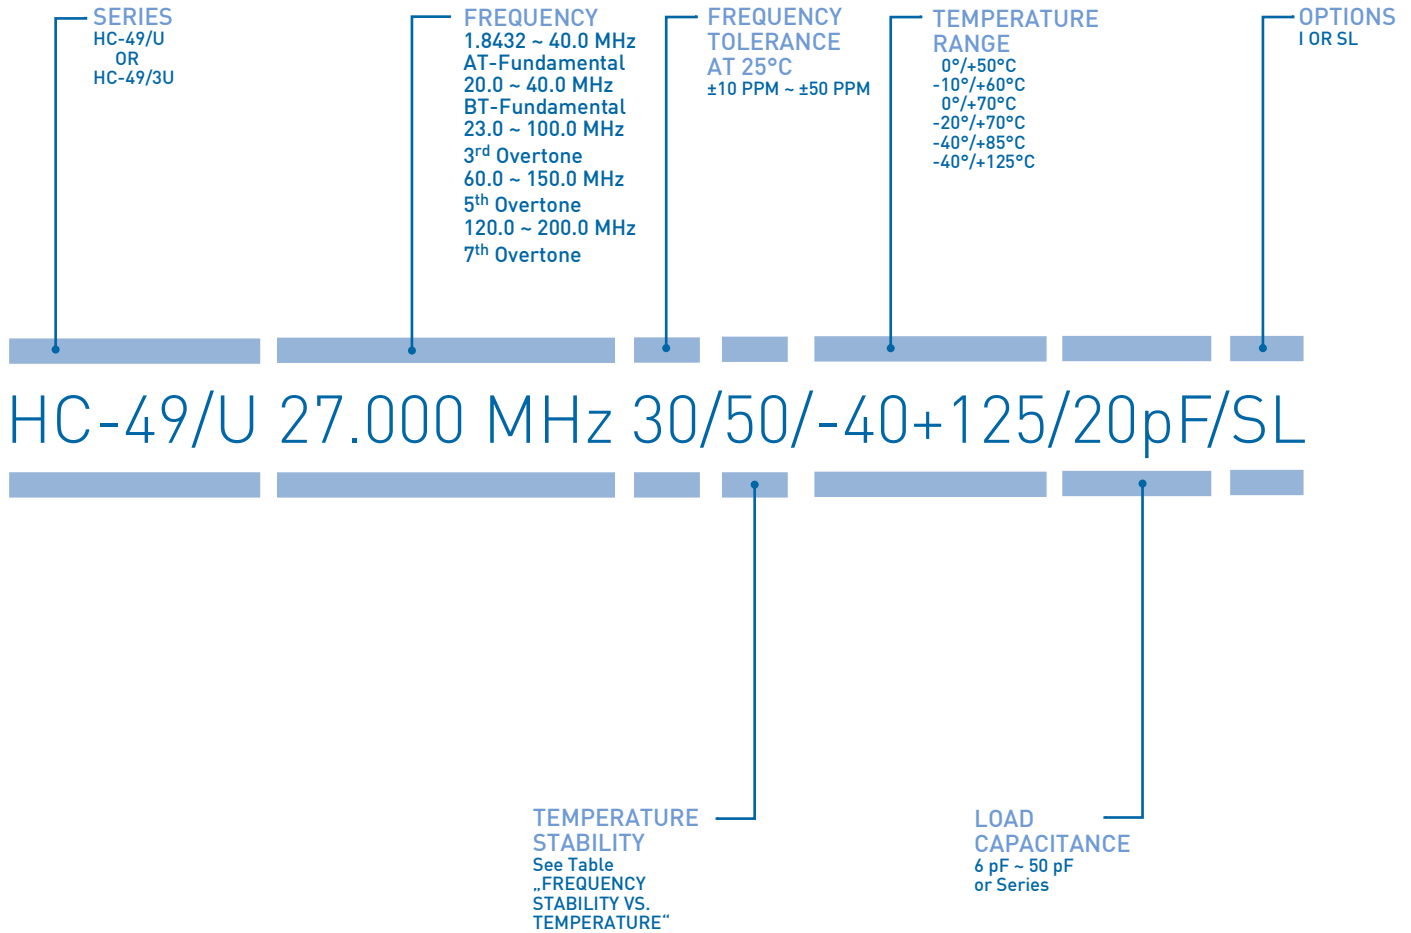 SERIES
HC-49/U
OR
HC-49/3U
FREQUENCY
1.8432 ~ 40.0 MHz
AT-Fundamental
20.0 ~ 40.0 MHz
BT-Fundamental
23.0 ~ 100.0 MHz
3rd Overtone
60.0 ~ 150.0 MHz
5th Overtone
120.0 ~ 200.0 MHz
7th Overtone
FREQUENCY
TOLERANCE
AT 25°C
±10 PPM ~ ±50 PPM
TEMPERATURE
RANGE
0°/+50°C
-10°/+60°C
0°/+70°C
-20°/+70°C
-40°/+85°C
-40°/+125°C
OPTIONS
I OR SL
HC-49/U 27.000 MHz 30/50/-40+125/20pF/SL
TEMPERATURE
STABILITY
See Table
„FREQUENCY
STABILITY VS.
TEMPERATURE“
LOAD
CAPACITANCE
6 pF ~ 50 pF
or Series